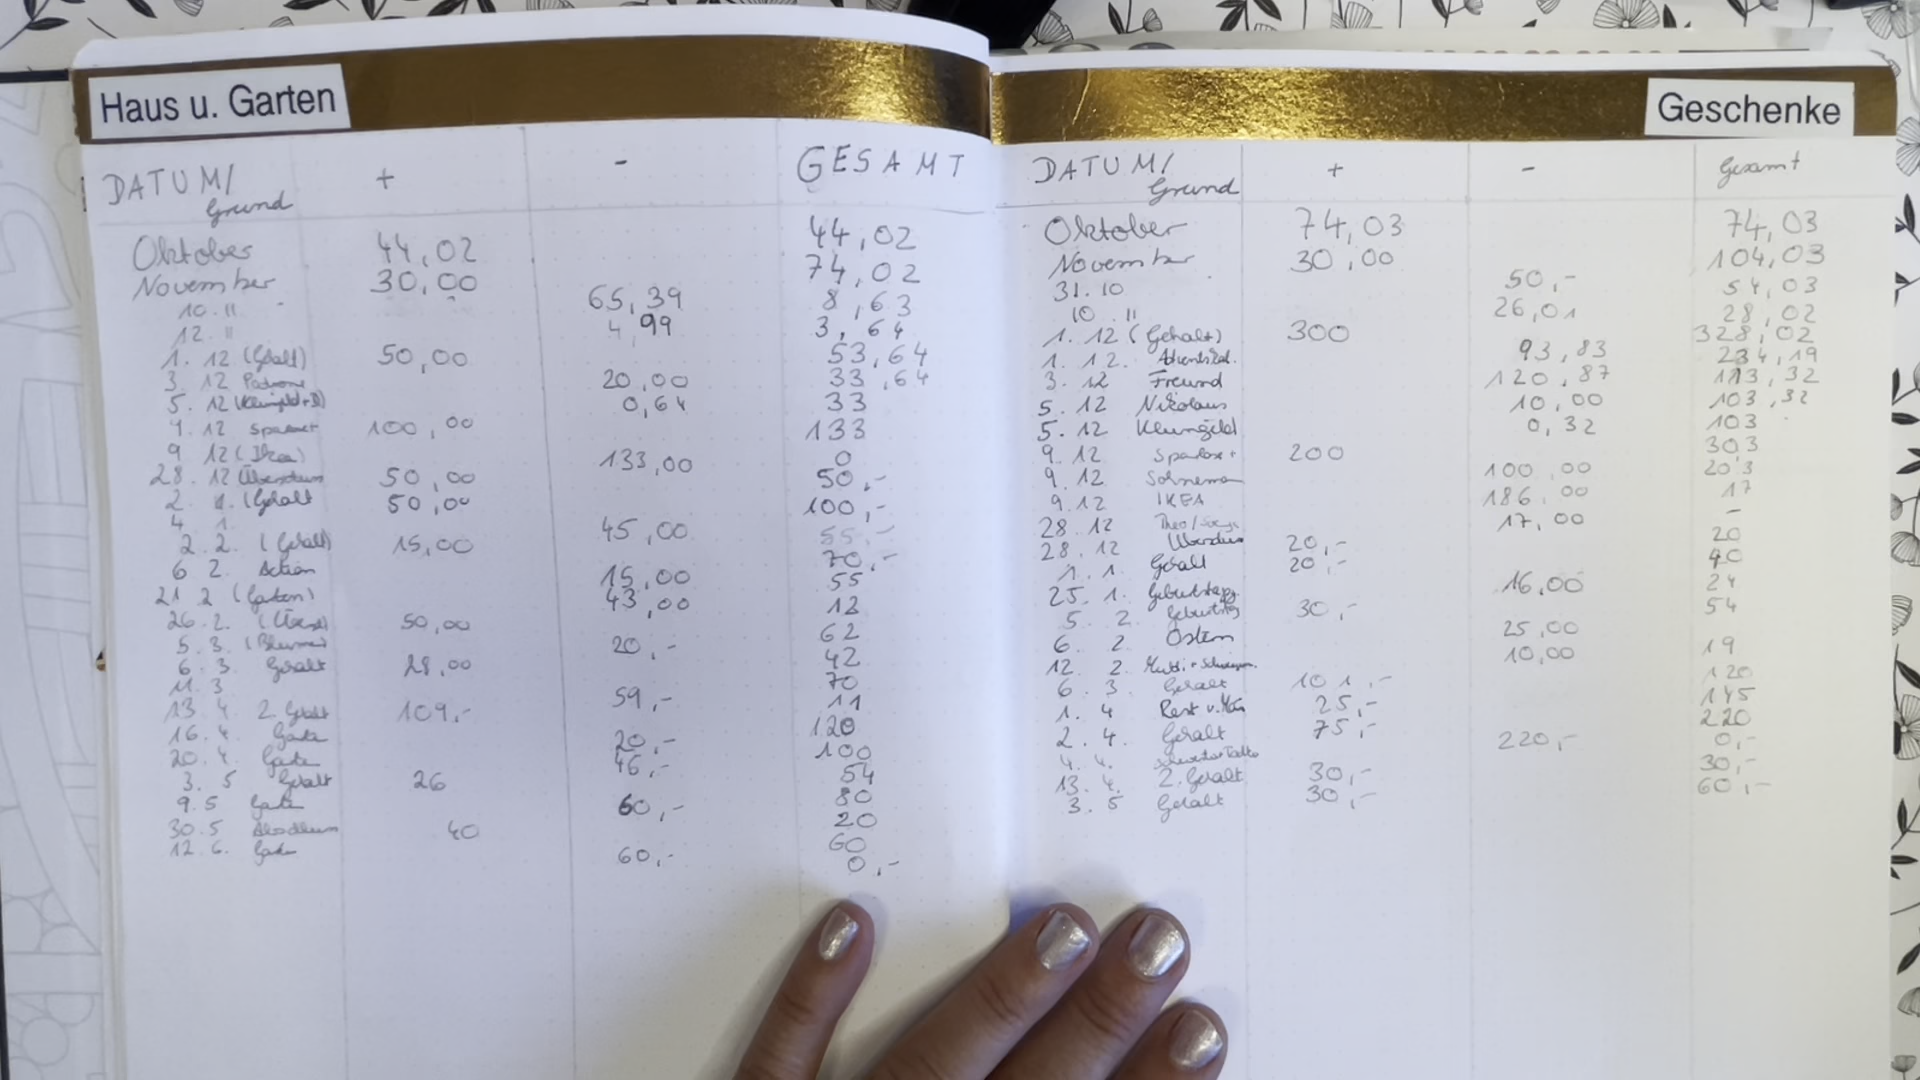 Haus u. Garten
DATUM/ Grund + - GESAMT
Oktober 44,02 44,02
November 30,00 74,02
10. 11 65,39 8,63
12. 11 4,99 3,64
1. 12 (Gehalt) 50,00 53,64
3. 12 20,00 33,64
5. 12 0,64 33
100,00 133
9 12 (Ikea) 133,00 0
28. 12 50,00 50,-
2. 1. (Gehalt 50,00 100,-
4 1. 45,00 55,-
2. 2. (Gehalt) 15,00 70,-
6 2. Action 15,00 55
21 2 (Garten) 43,00 12
26. 2. 50,00 62
5. 3. (Blumen) 20,- 42
6. 3 Gehalt 28,00 70
11. 3 59,- 11
13 4. 2. Gehalt 109,- 120
16. 4. 20,- 100
20. 4. 46,- 54
3. 5 Gehalt 26 80
9. 5 60,- 20
30. 5 40 60
12. 6. 60,- 0,-
Geschenke
DATUM/ Grund + - Gesamt
Oktober 74,03 74,03
November 30,00 104,03
31. 10 50,- 54,03
10. 11 26,01 28,02
1. 12 (Gehalt) 300 328,02
1. 12. 93,83 234,19
3. 12 Freund 120,87 113,32
5. 12 Nikolaus 10,00 103,32
5. 12 Kleingeld 0,32 103
9. 12 200 303
9. 12 100,00 203
9. 12 IKEA 186,00 17
28. 12 17,00 -
28. 12 20,- 20
1. 1. Gehalt 20,- 40
25. 1. 16,00 24
5. 2. Geburtstag 30,- 54
6. 2. Ostern 25,00
12. 2. 10,00 19
6. 3. Gehalt 101,- 120
1. 4 25,- 145
2. 4. Gehalt 75,- 220
4. 4. 220,- 0,-
13. 4. 2. Gehalt 30,- 30,-
3. 5 Gehalt 30,- 60,-